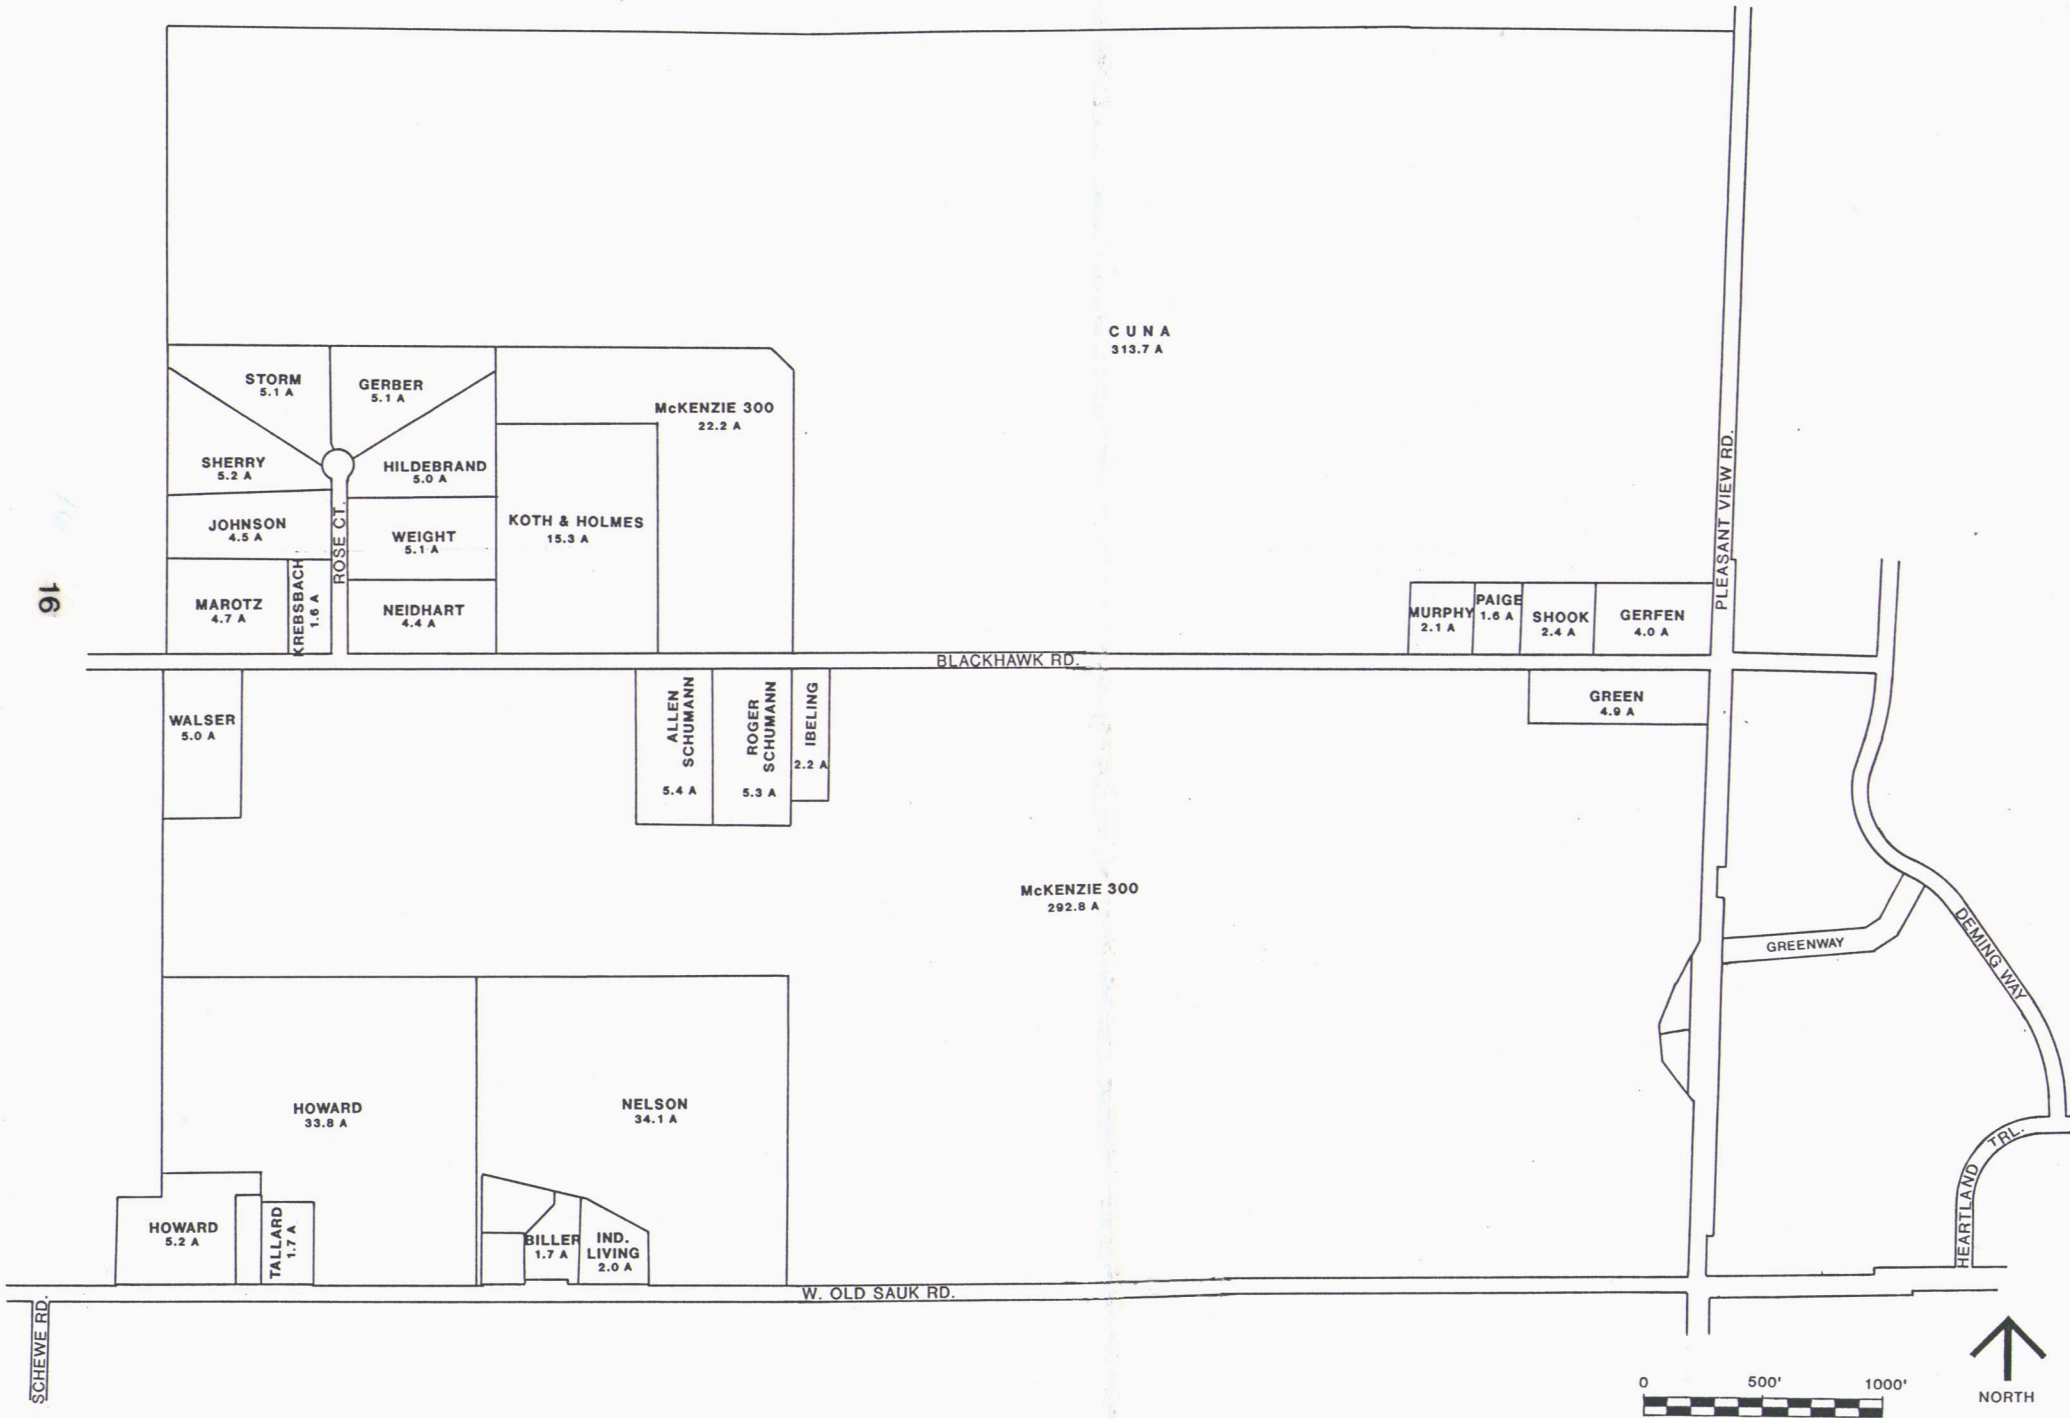 CUNA
313.7 A
STORM
5.1 A
GERBER
5.1 A
McKENZIE 300
22.2 A
SHERRY
5.2 A
HILDEBRAND
5.0 A
JOHNSON
4.5 A
ROSE CT.
WEIGHT
5.1 A
KOTH & HOLMES
15.3 A
PLEASANT VIEW RD.
16
MAROTZ
4.7 A
KREBSBACH
1.6 A
NEIDHART
4.4 A
MURPHY
2.1 A
PAIGE
1.6 A
SHOOK
2.4 A
GERFEN
4.0 A
BLACKHAWK RD.
WALSER
5.0 A
ALLEN
SCHUMANN
5.4 A
ROGER
SCHUMANN
5.3 A
IBELING
2.2 A
GREEN
4.9 A
McKENZIE 300
292.8 A
GREENWAY
DEMING WAY
HOWARD
33.8 A
NELSON
34.1 A
HEARTLAND TRL.
HOWARD
5.2 A
TALLARD
1.7 A
BILLER
1.7 A
IND.
LIVING
2.0 A
W. OLD SAUK RD.
SCHEWE RD.
0 500' 1000'
NORTH